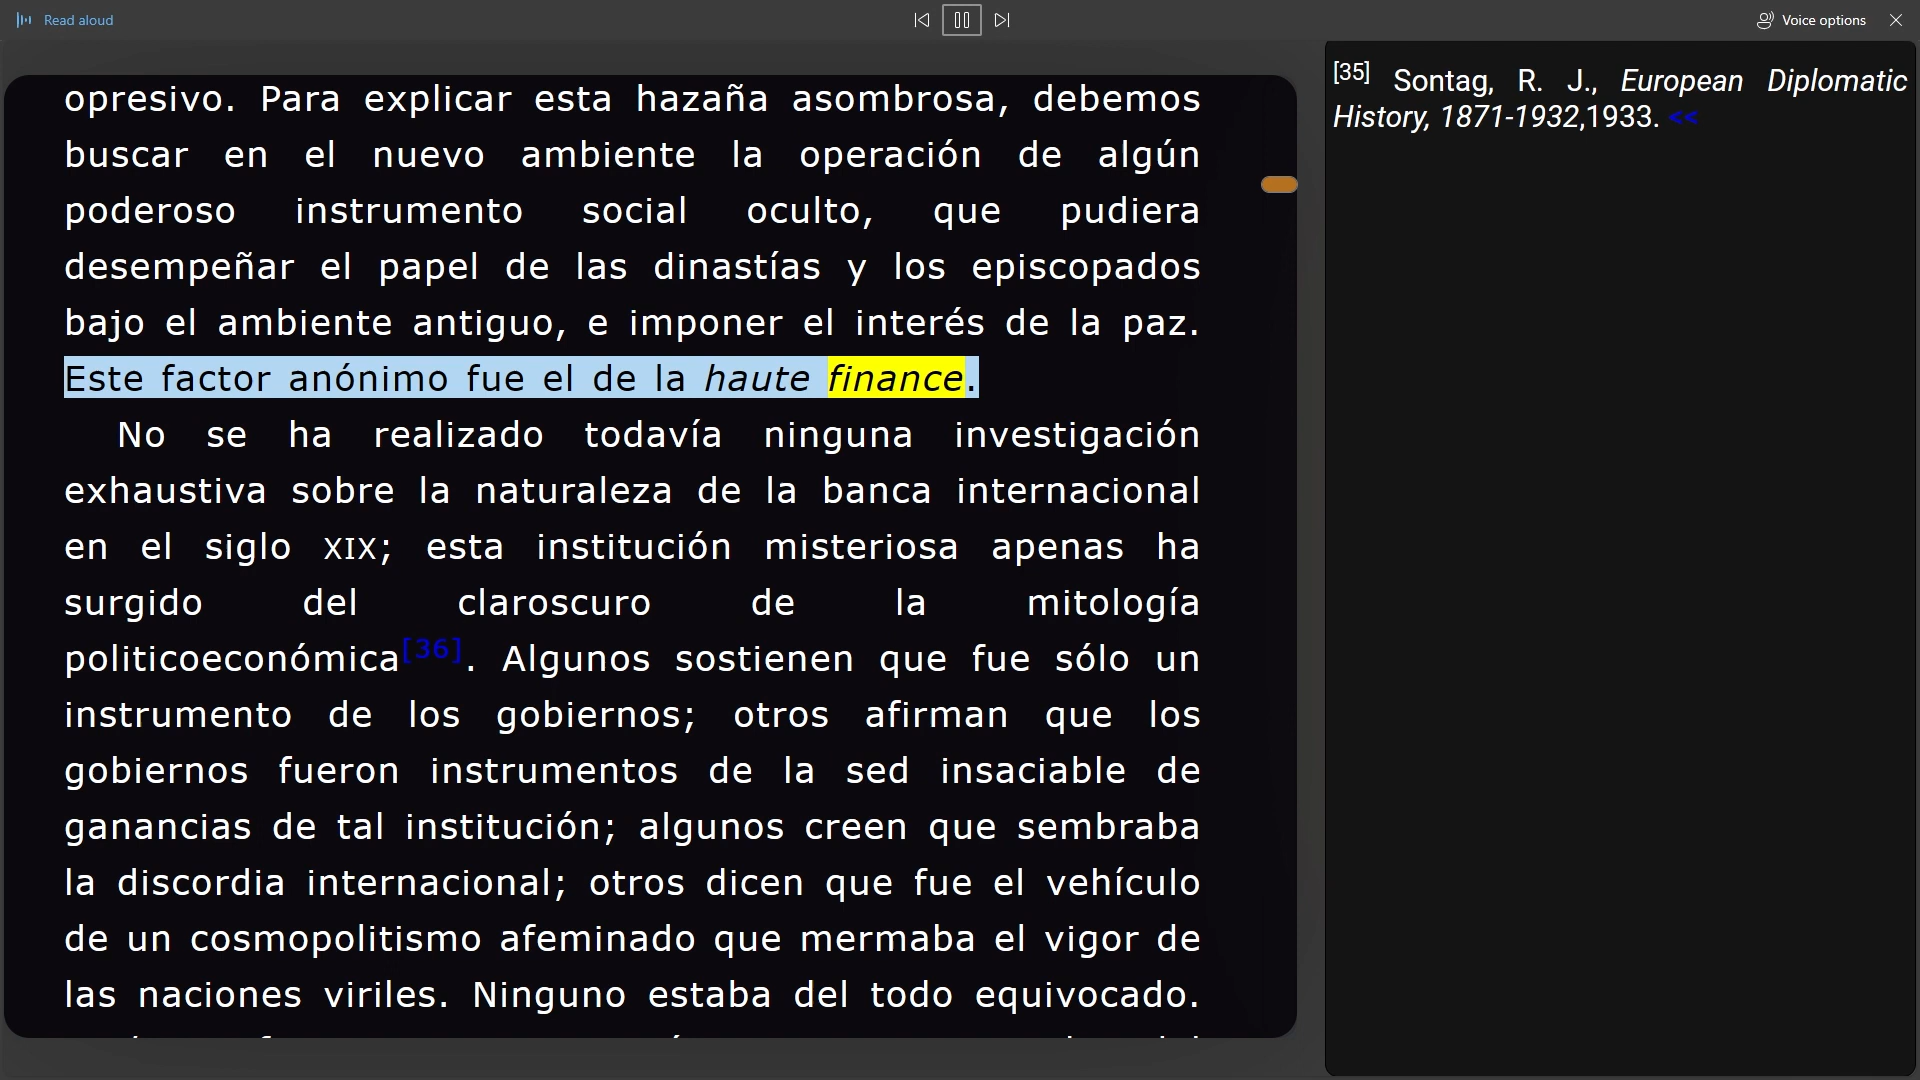 Read aloud
Voice options
opresivo. Para explicar esta hazaña asombrosa, debemos
buscar en el nuevo ambiente la operación de algún
poderoso instrumento social oculto, que pudiera
desempeñar el papel de las dinastías y los episcopados
bajo el ambiente antiguo, e imponer el interés de la paz.
Este factor anónimo fue el de la haute finance.
No se ha realizado todavía ninguna investigación
exhaustiva sobre la naturaleza de la banca internacional
en el siglo XIX; esta institución misteriosa apenas ha
surgido del claroscuro de la mitología
politicoeconómica[36]. Algunos sostienen que fue sólo un
instrumento de los gobiernos; otros afirman que los
gobiernos fueron instrumentos de la sed insaciable de
ganancias de tal institución; algunos creen que sembraba
la discordia internacional; otros dicen que fue el vehículo
de un cosmopolitismo afeminado que mermaba el vigor de
las naciones viriles. Ninguno estaba del todo equivocado.
[35] Sontag, R. J., European Diplomatic
History, 1871-1932,1933. <<